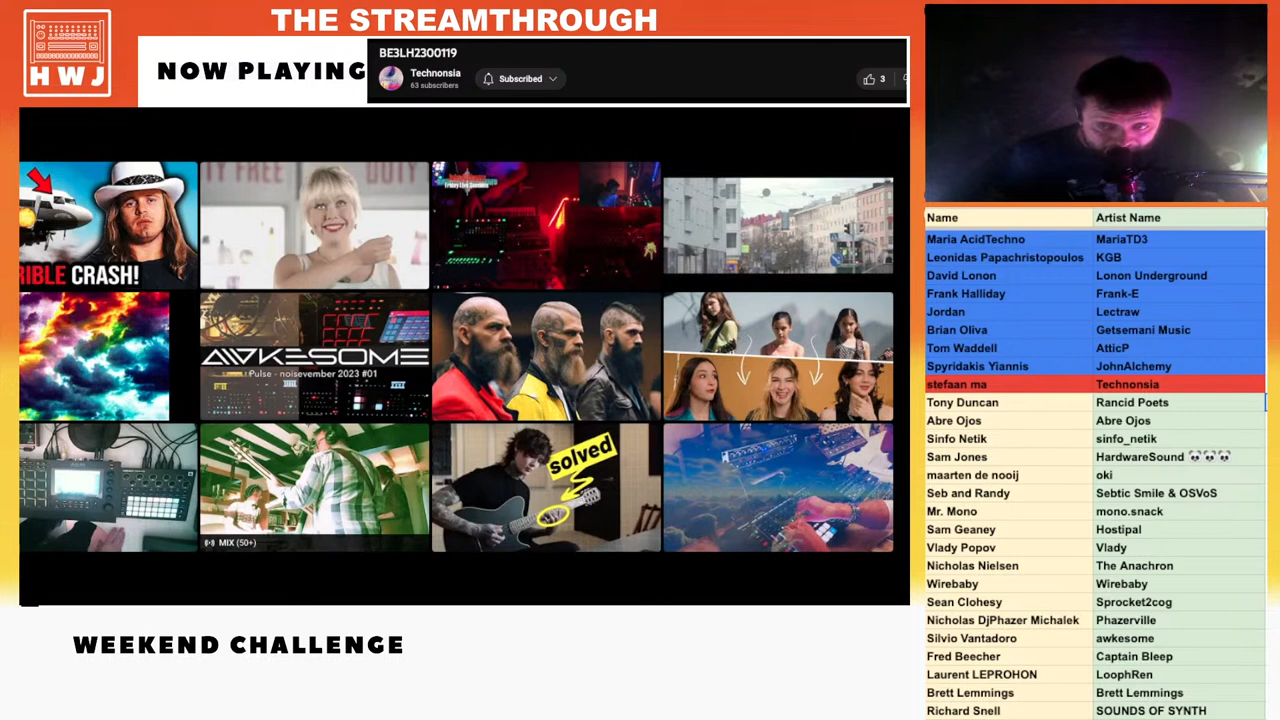 THE STREAMTHROUGH
HWJ
NOW PLAYING
BE3LH2300119
Technonsia
63 subscribers
Subscribed
3
TY FREE DUTY
RIBLE CRASH!
AWKESOME
Pulse - noisevember 2023 #01
MIX (50+)
solved
WEEKEND CHALLENGE
Name Artist Name
Maria AcidTechno MariaTD3
Leonidas Papachristopoulos KGB
David Lonon Lonon Underground
Frank Halliday Frank-E
Jordan Lectraw
Brian Oliva Getsemani Music
Tom Waddell AtticP
Spyridakis Yiannis JohnAlchemy
stefaan ma Technonsia
Tony Duncan Rancid Poets
Abre Ojos Abre Ojos
Sinfo Netik sinfo_netik
Sam Jones HardwareSound 🐼🐼🐼
maarten de nooij oki
Seb and Randy Sebtic Smile & OSVoS
Mr. Mono mono.snack
Sam Geaney Hostipal
Vlady Popov Vlady
Nicholas Nielsen The Anachron
Wirebaby Wirebaby
Sean Clohesy Sprocket2cog
Nicholas DjPhazer Michalek Phazerville
Silvio Vantadoro awkesome
Fred Beecher Captain Bleep
Laurent LEPROHON LoophRen
Brett Lemmings Brett Lemmings
Richard Snell SOUNDS OF SYNTH